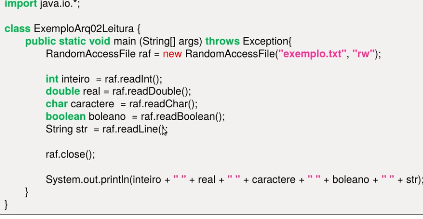 import java.io.*;
class ExemploArq02Leitura {
public static void main (String[] args) throws Exception{
RandomAccessFile raf = new RandomAccessFile("exemplo.txt", "rw");
int inteiro = raf.readInt();
double real = raf.readDouble();
char caractere = raf.readChar();
boolean boleano = raf.readBoolean();
String str = raf.readLine();
raf.close();
System.out.println(inteiro + " " + real + " " + caractere + " " + boleano + " " + str);
}
}